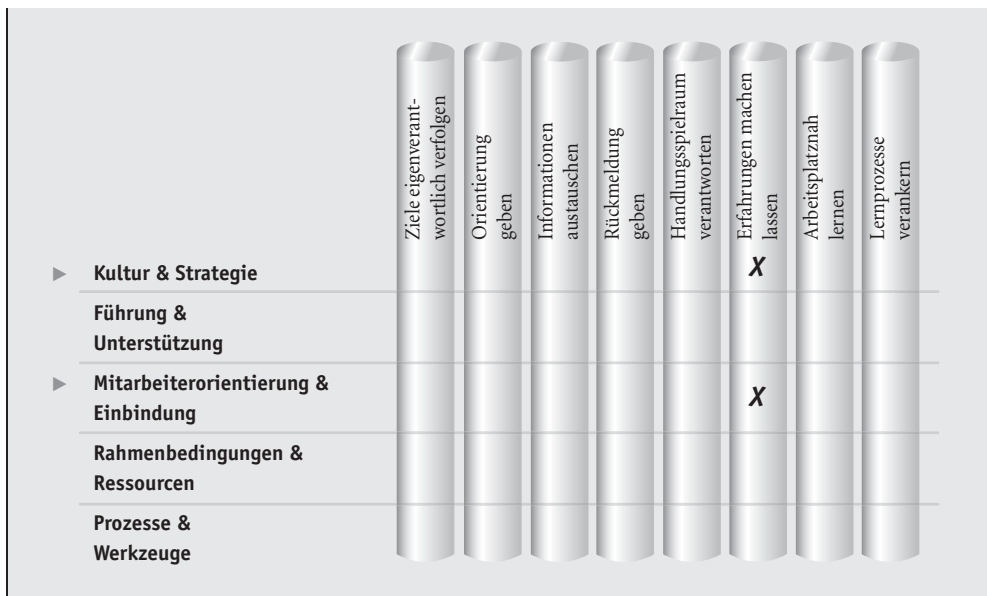 Ziele eigenverant-
wortlich verfolgen
Orientierung
geben
Informationen
austauschen
Rückmeldung
geben
Handlungsspielraum
verantworten
Erfahrungen machen
lassen
Arbeitsplatznah
lernen
Lernprozesse
verankern
► Kultur & Strategie X
Führung &
Unterstützung
► Mitarbeiterorientierung &
Einbindung X
Rahmenbedingungen &
Ressourcen
Prozesse &
Werkzeuge